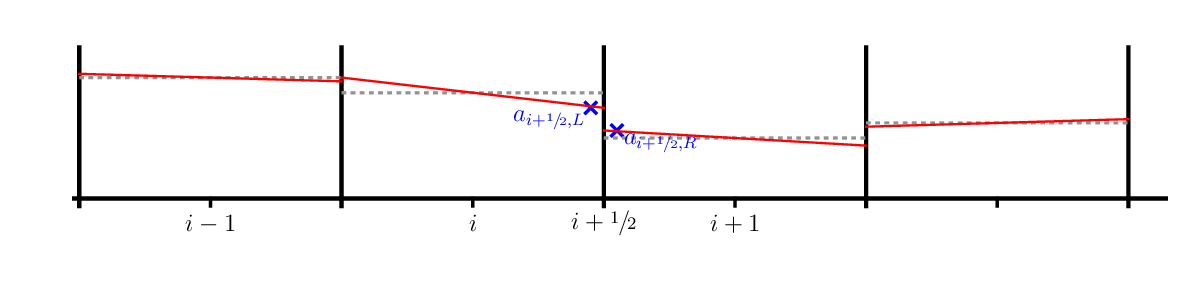 a_{i+1/2,L}
a_{i+1/2,R}
i − 1
i
i + 1/2
i + 1